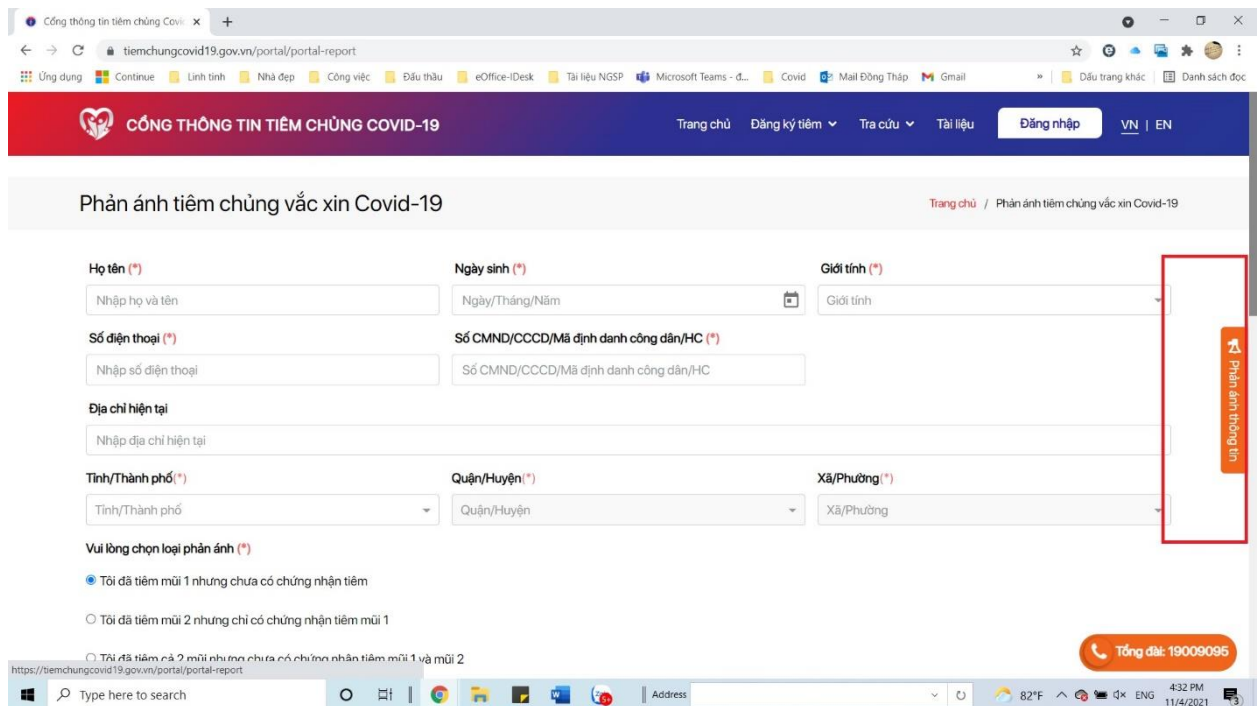 Cổng thông tin tiêm chủng Covic
tiemchungcovid19.gov.vn/portal/portal-report
Ứng dụng Continue Linh tinh Nhà đẹp Công việc Đấu thầu eOffice-IDesk Tài liệu NGSP Microsoft Teams - đ... Covid Mail Đồng Tháp Gmail » Dấu trang khác Danh sách đọc
CỔNG THÔNG TIN TIÊM CHỦNG COVID-19 Trang chủ Đăng ký tiêm Tra cứu Tài liệu Đăng nhập VN | EN
Phản ánh tiêm chủng vắc xin Covid-19 Trang chủ / Phản ánh tiêm chủng vắc xin Covid-19
Họ tên (*) Ngày sinh (*) Giới tính (*)
Nhập họ và tên Ngày/Tháng/Năm Giới tính
Số điện thoại (*) Số CMND/CCCD/Mã định danh công dân/HC (*)
Nhập số điện thoại Số CMND/CCCD/Mã định danh công dân/HC
Phản ánh thông tin
Địa chỉ hiện tại
Nhập địa chỉ hiện tại
Tỉnh/Thành phố(*) Quận/Huyện(*) Xã/Phường(*)
Tỉnh/Thành phố Quận/Huyện Xã/Phường
Vui lòng chọn loại phản ánh (*)
Tôi đã tiêm mũi 1 nhưng chưa có chứng nhận tiêm
Tôi đã tiêm mũi 2 nhưng chỉ có chứng nhận tiêm mũi 1
Tôi đã tiêm cả 2 mũi nhưng chưa có chứng nhận tiêm mũi 1 và mũi 2
Tổng đài: 19009095
https://tiemchungcovid19.gov.vn/portal/portal-report
Type here to search Address 82°F ENG 4:32 PM
11/4/2021